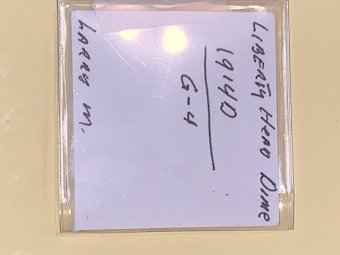 LIBERTY HEAD DIME
1914D
G-4
LARRY M.